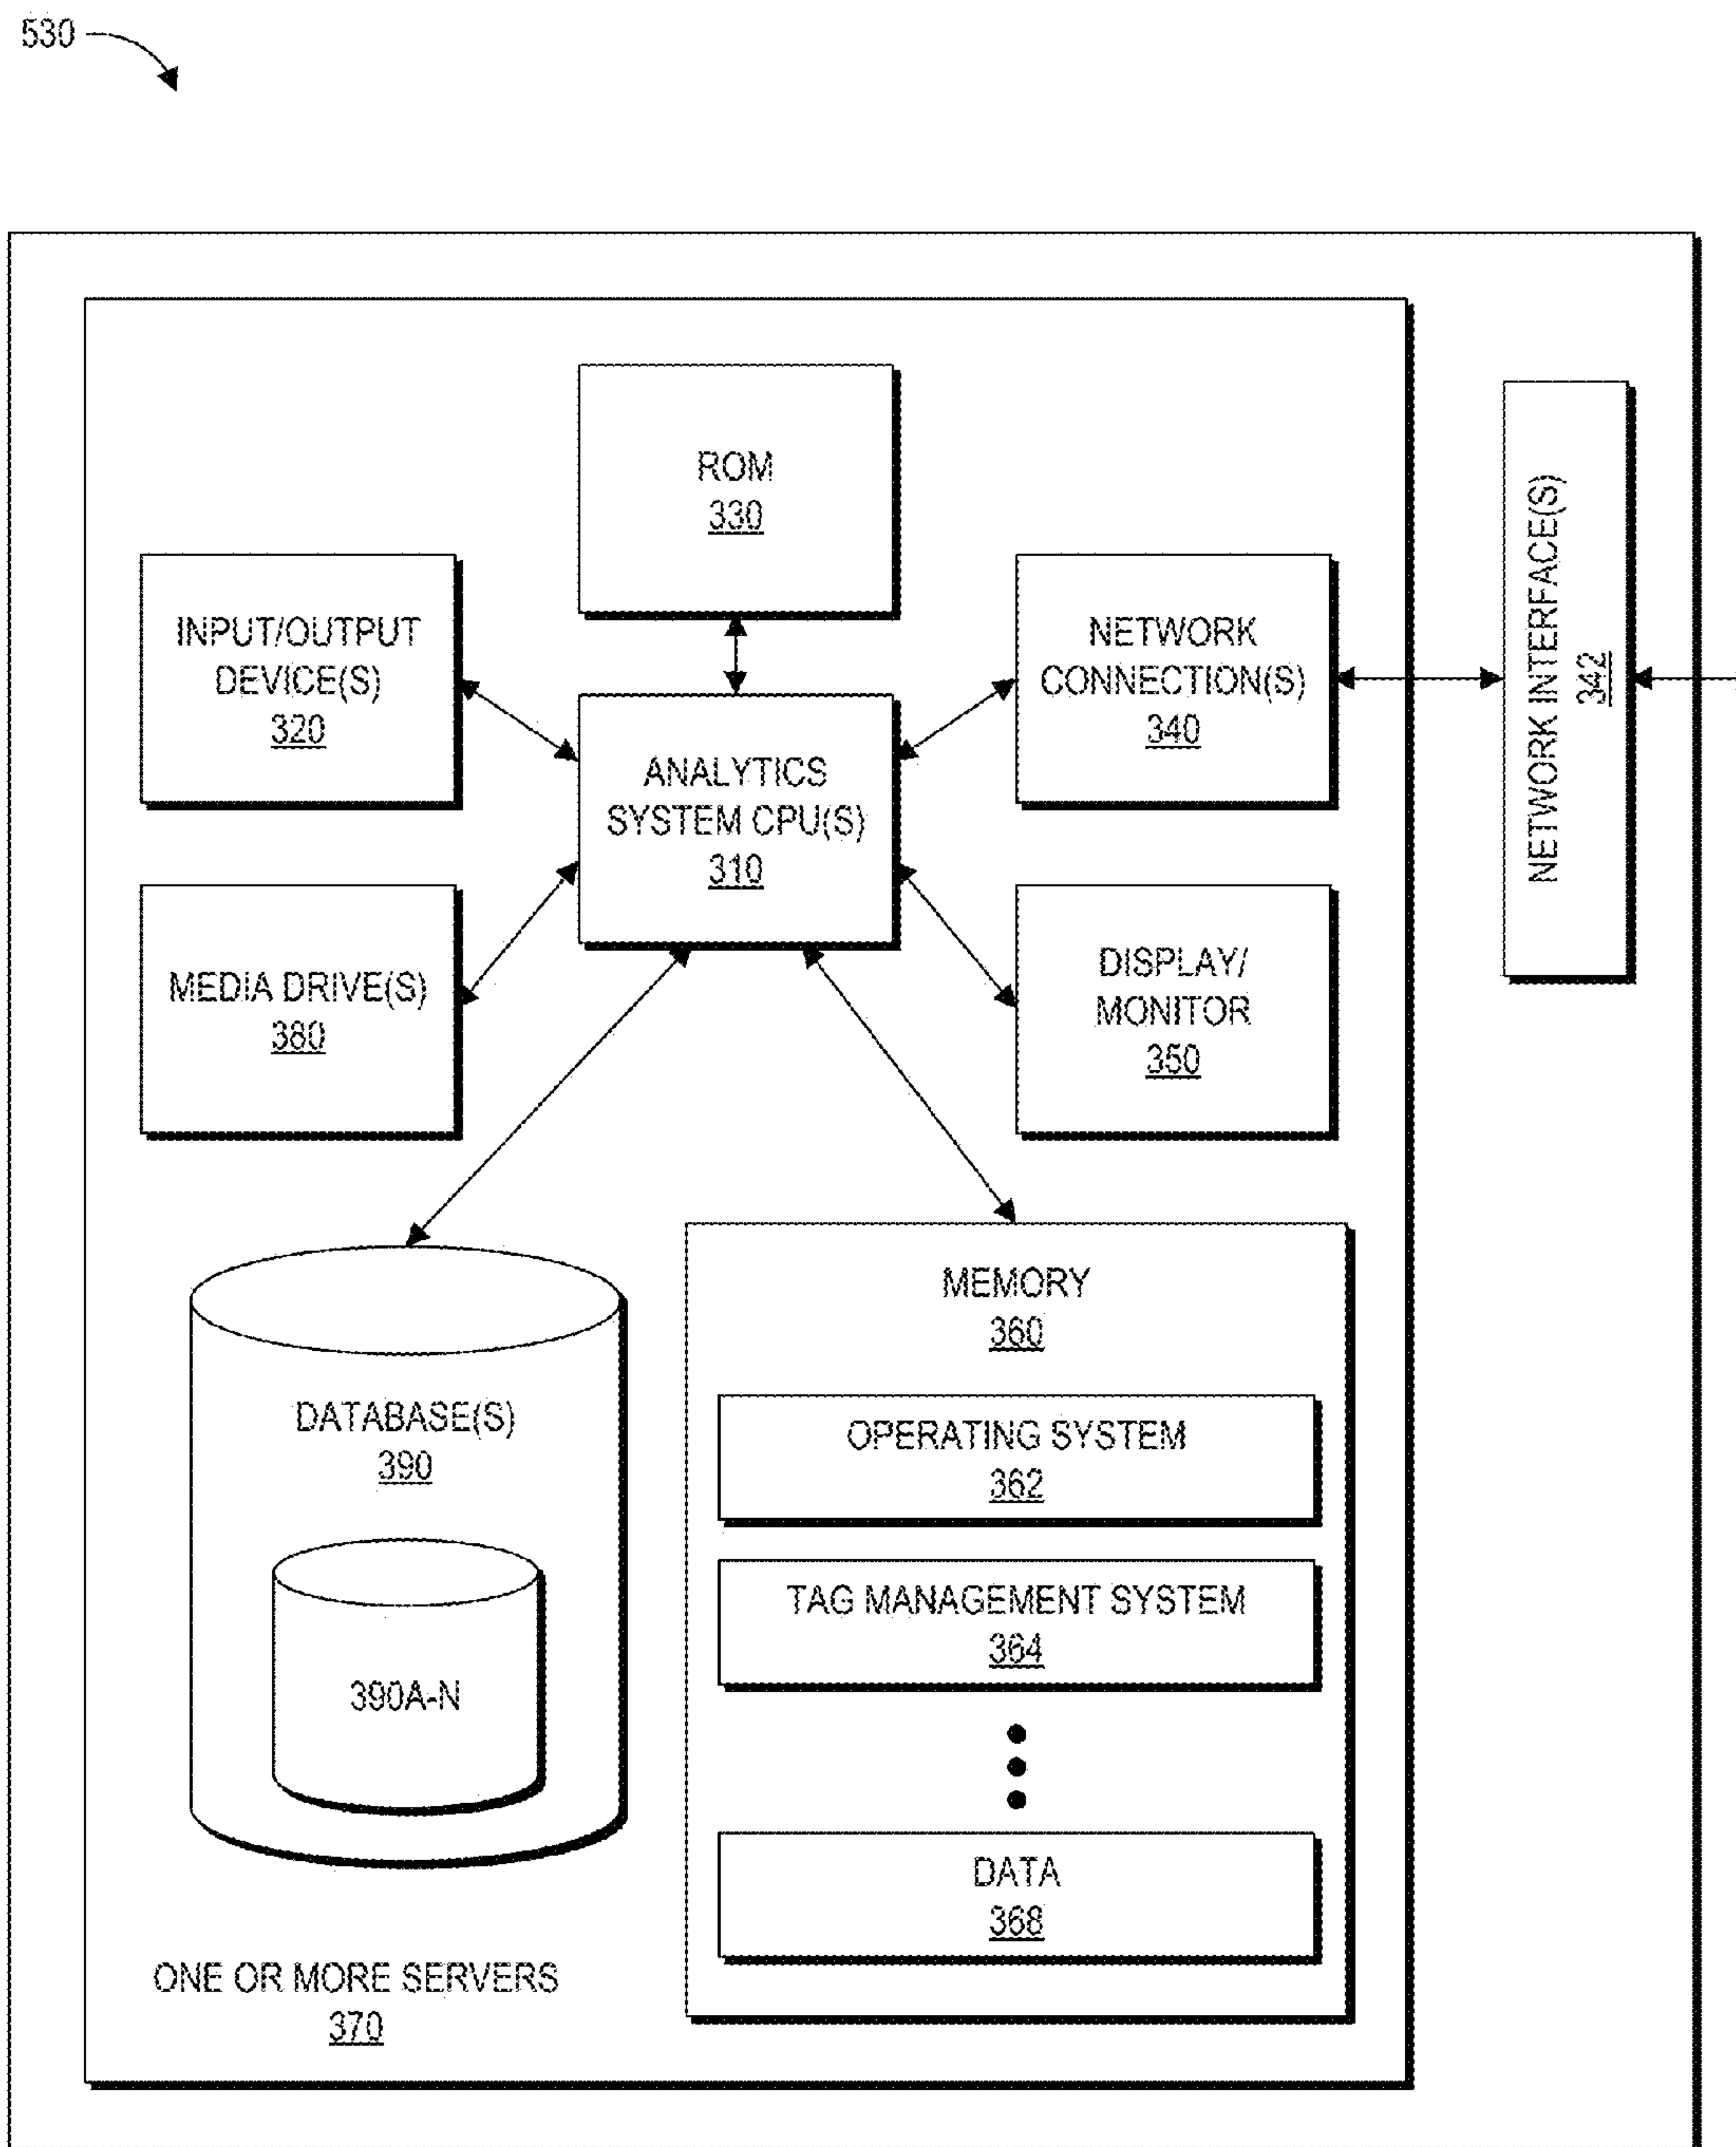 530
ROM
330
INPUT/OUTPUT
DEVICE(S)
320
NETWORK
CONNECTION(S)
340
NETWORK INTERFACE(S)
342
ANALYTICS
SYSTEM CPU(S)
310
MEDIA DRIVE(S)
380
DISPLAY/
MONITOR
350
DATABASE(S)
390
390A-N
MEMORY
360
OPERATING SYSTEM
362
TAG MANAGEMENT SYSTEM
364
DATA
368
ONE OR MORE SERVERS
370